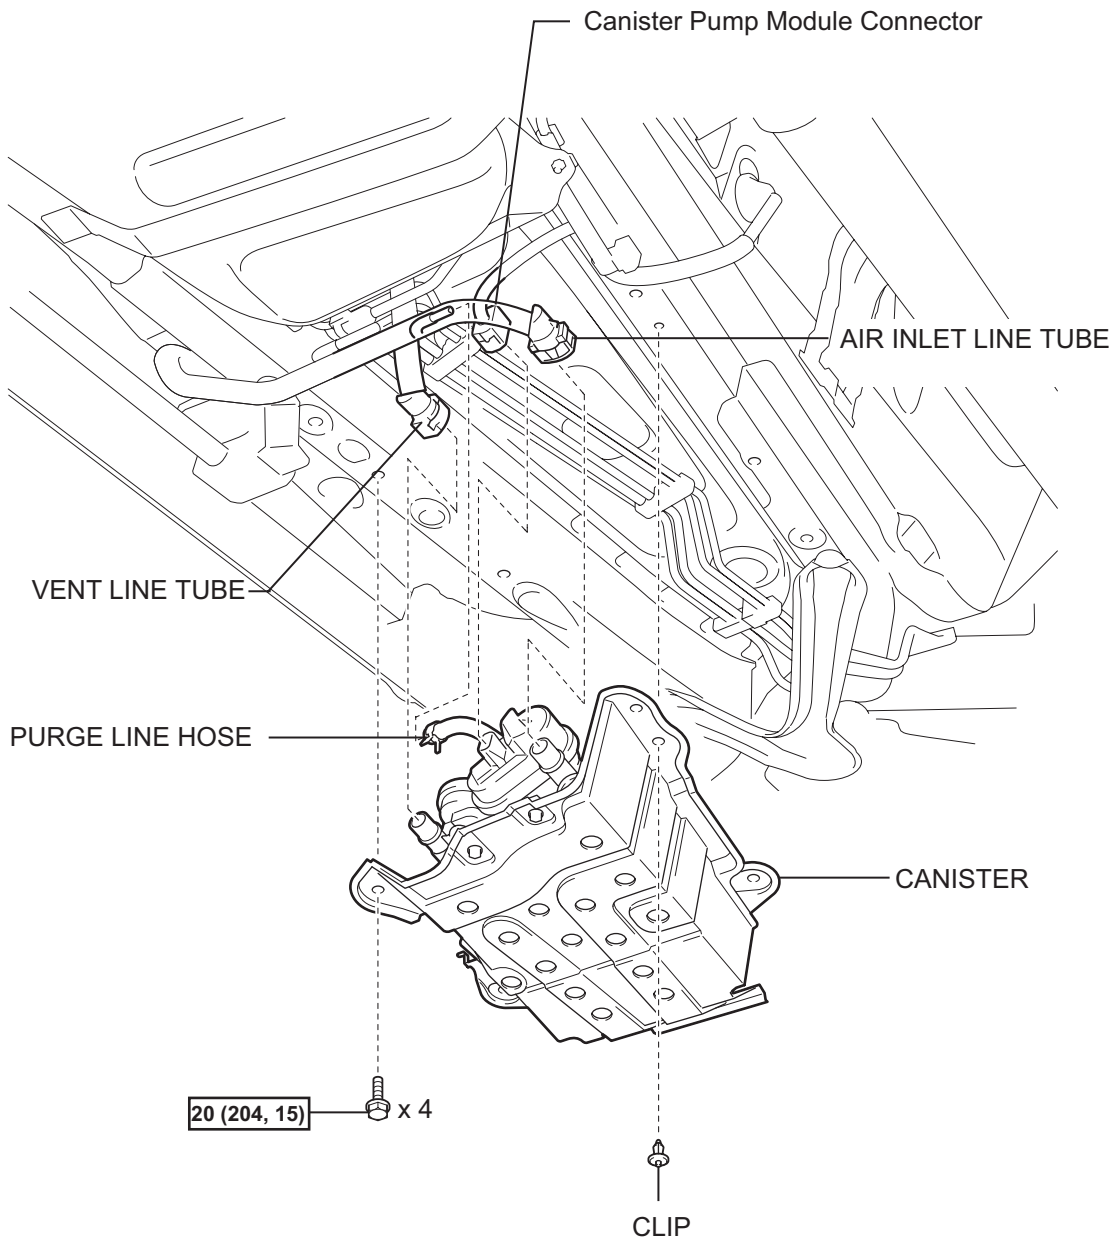 Canister Pump Module Connector
AIR INLET LINE TUBE
VENT LINE TUBE
PURGE LINE HOSE
CANISTER
20 (204, 15)
x 4
CLIP